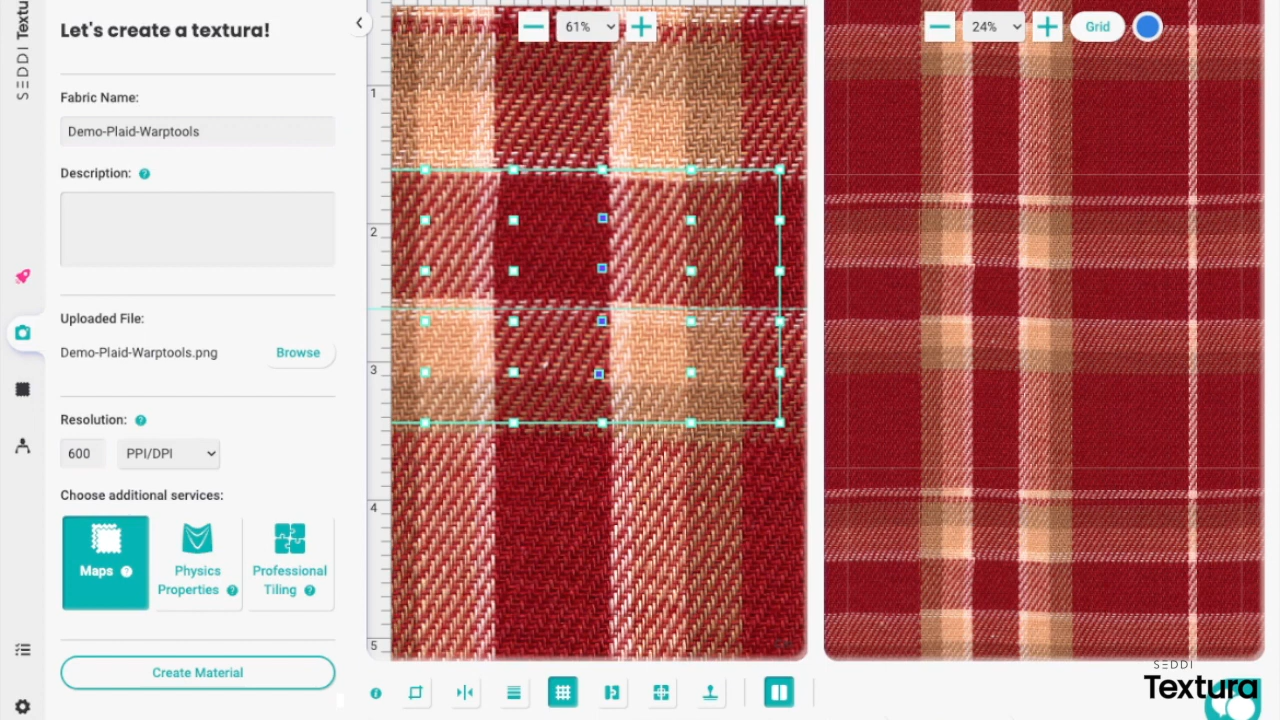 SEDDI Textu
Let's create a textura!
Fabric Name:
Demo-Plaid-Warptools
Description: ?
Uploaded File:
Demo-Plaid-Warptools.png
Browse
Resolution: ?
600
PPI/DPI
Choose additional services:
Maps ?
Physics
Properties ?
Professional
Tiling ?
Create Material
61%
1
2
3
4
5
24%
Grid
SEDDI
Textura